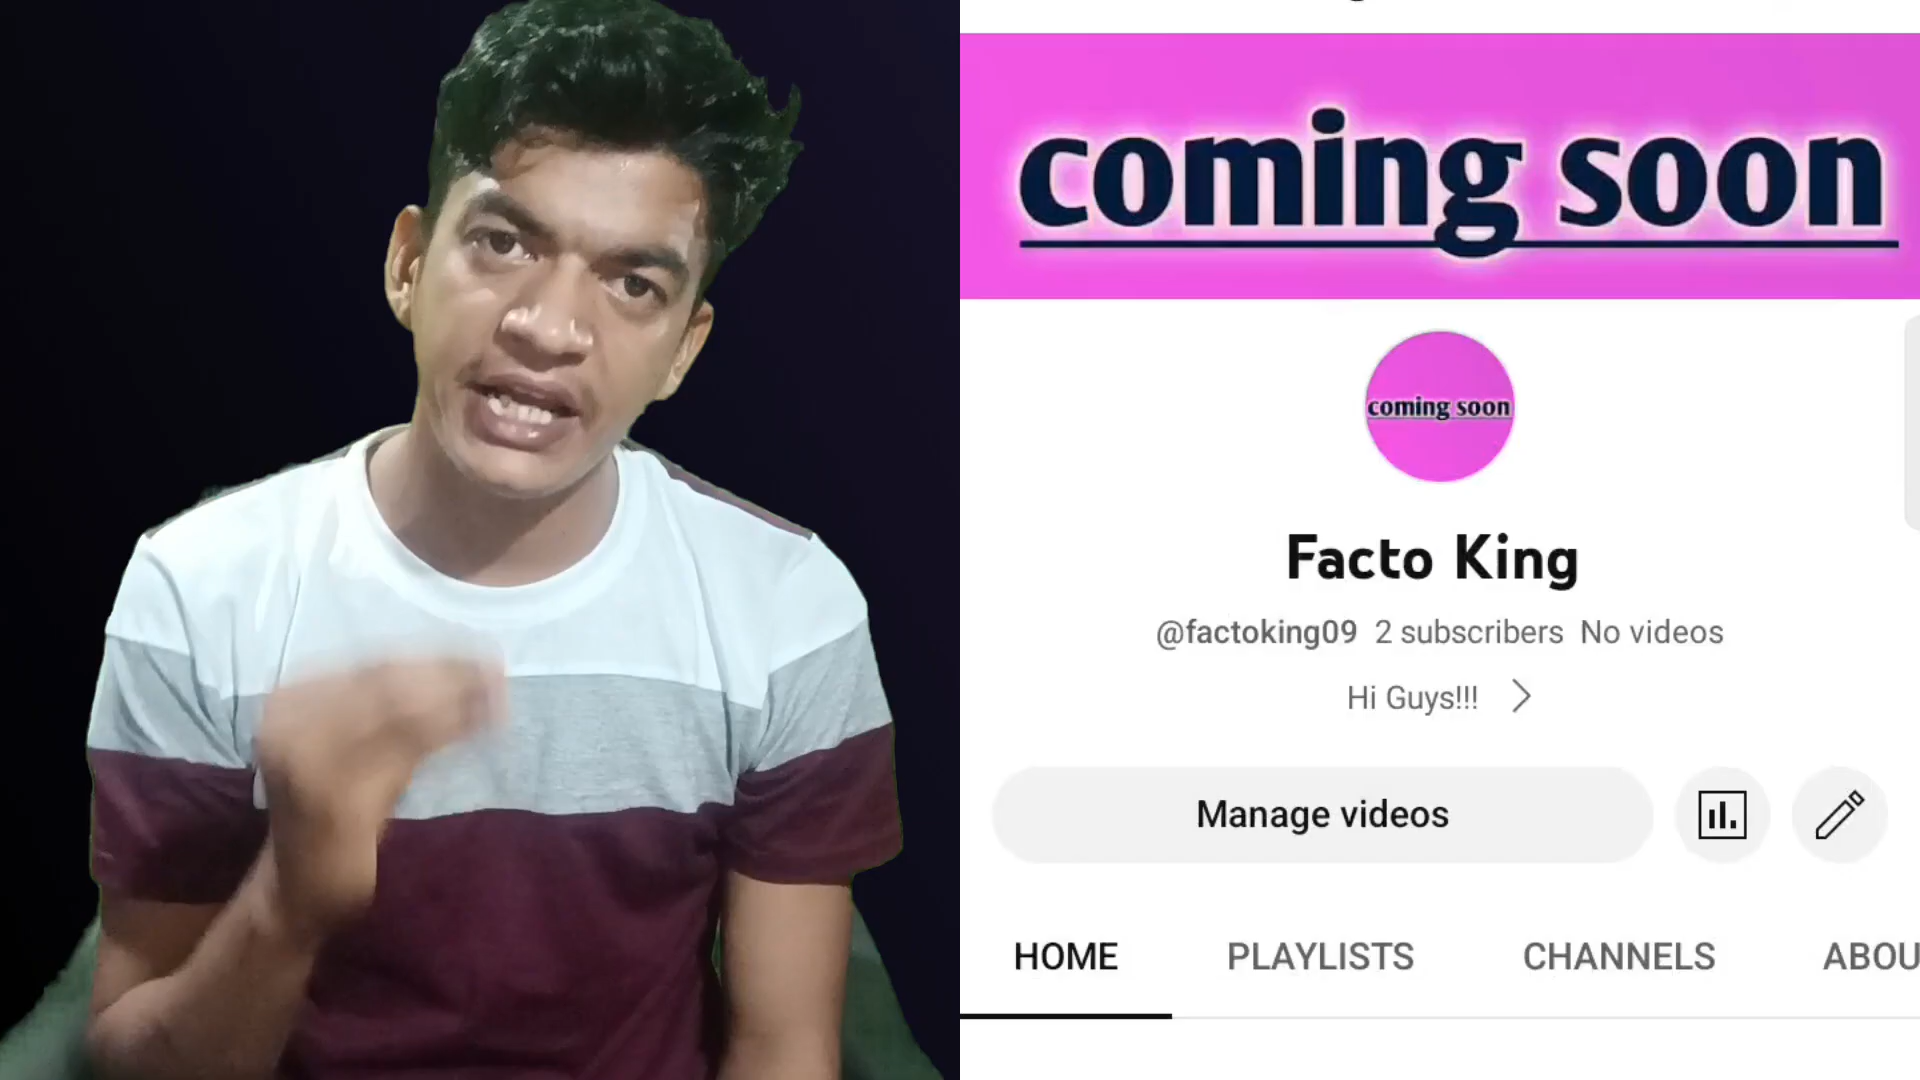 coming soon
coming soon
Facto King
@factoking09 2 subscribers No videos
Hi Guys!!!
Manage videos
HOME PLAYLISTS CHANNELS ABOU